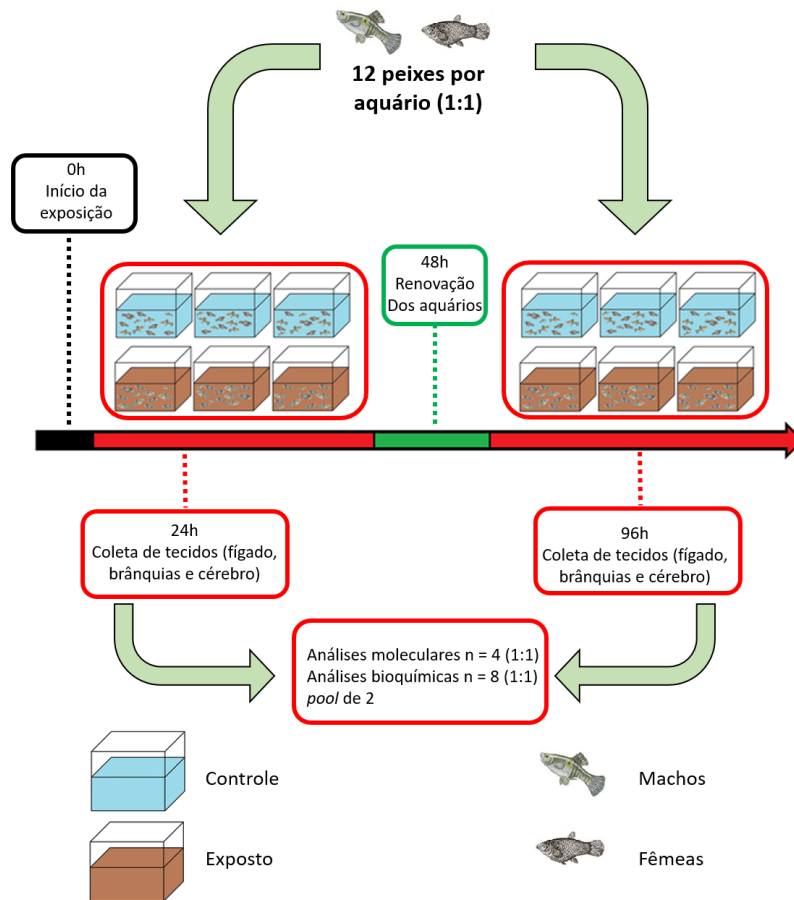 12 peixes por
aquário (1:1)
0h
Início da
exposição
48h
Renovação
Dos aquários
24h
Coleta de tecidos (fígado,
brânquias e cérebro)
96h
Coleta de tecidos (fígado,
brânquias e cérebro)
Análises moleculares n = 4 (1:1)
Análises bioquímicas n = 8 (1:1)
pool de 2
Controle
Machos
Exposto
Fêmeas